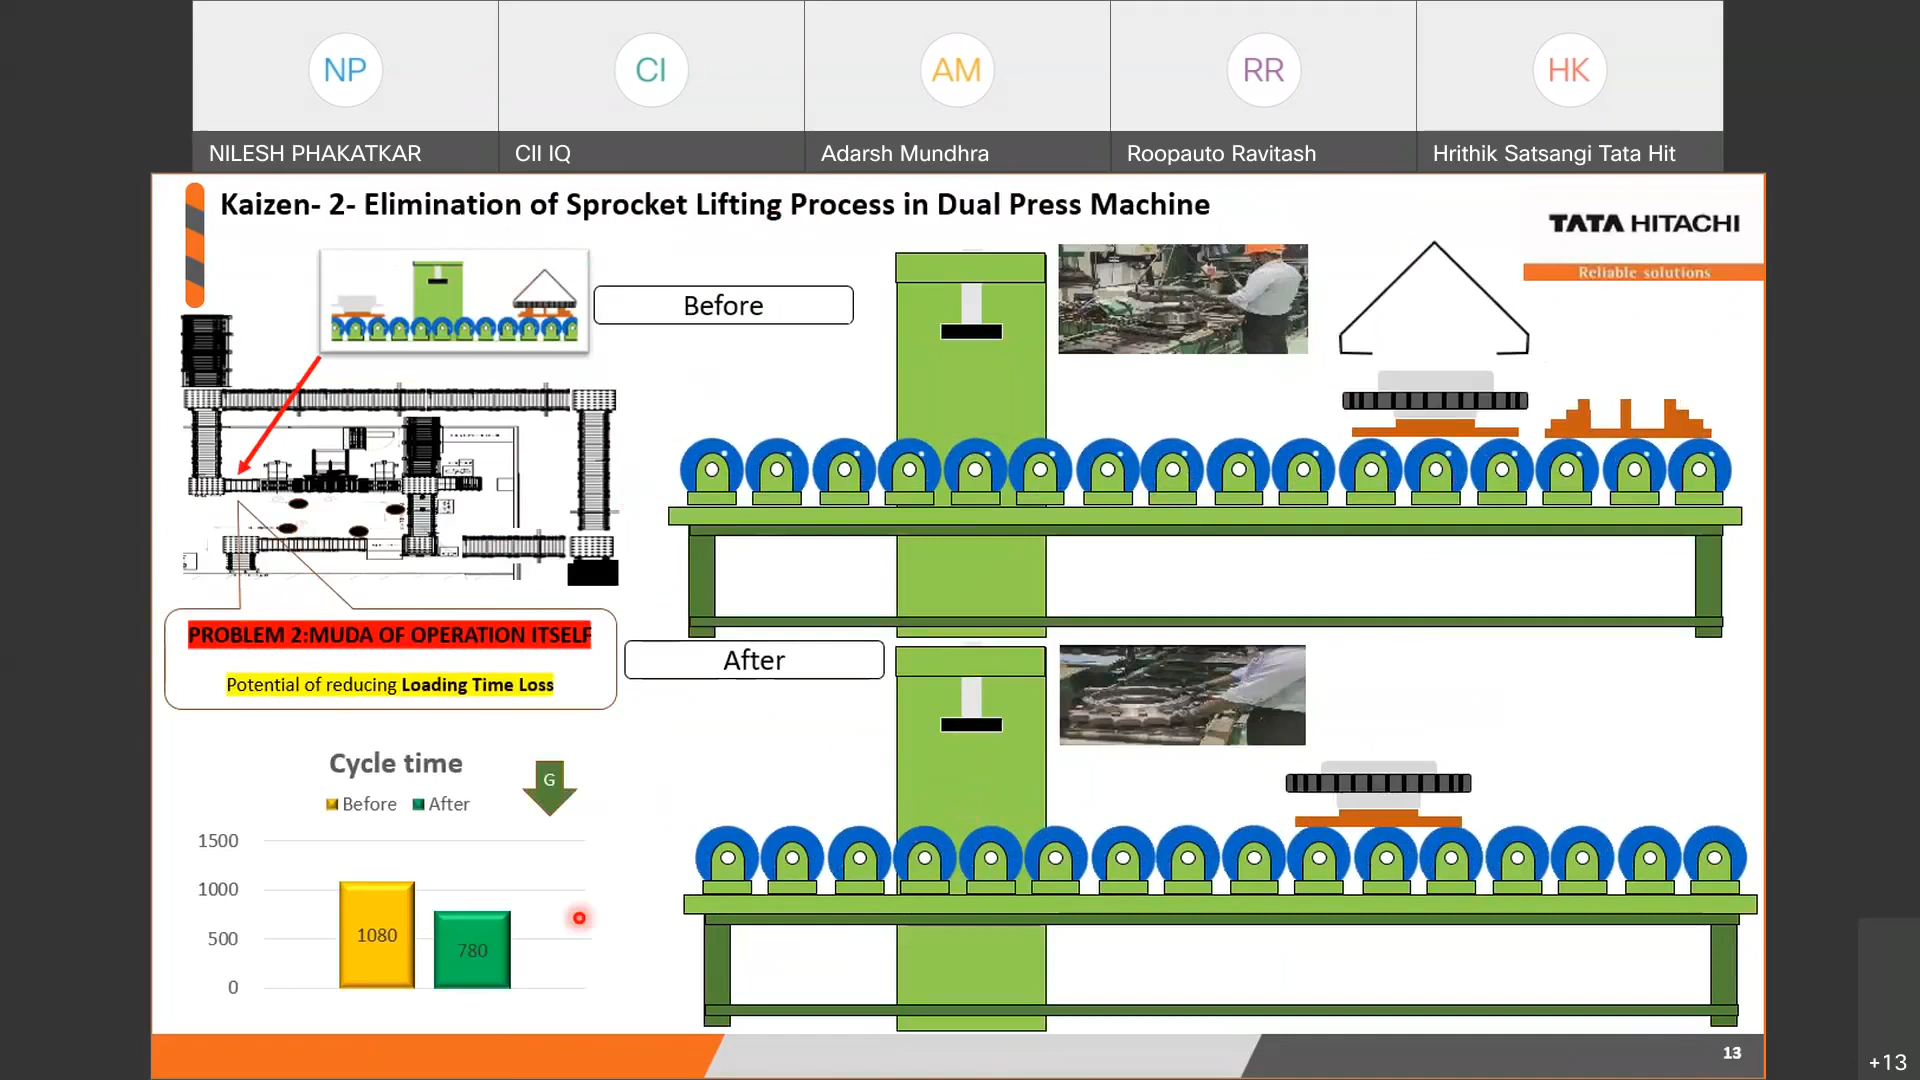 NP
CI
AM
RR
HK
NILESH PHAKATKAR
CII IQ
Adarsh Mundhra
Roopauto Ravitash
Hrithik Satsangi Tata Hit
Kaizen- 2- Elimination of Sprocket Lifting Process in Dual Press Machine
TATA HITACHI
Reliable solutions
Before
PROBLEM 2:MUDA OF OPERATION ITSELF
Potential of reducing Loading Time Loss
After
Cycle time
G
Before After
1500
1000
500
0
1080
780
13
+13